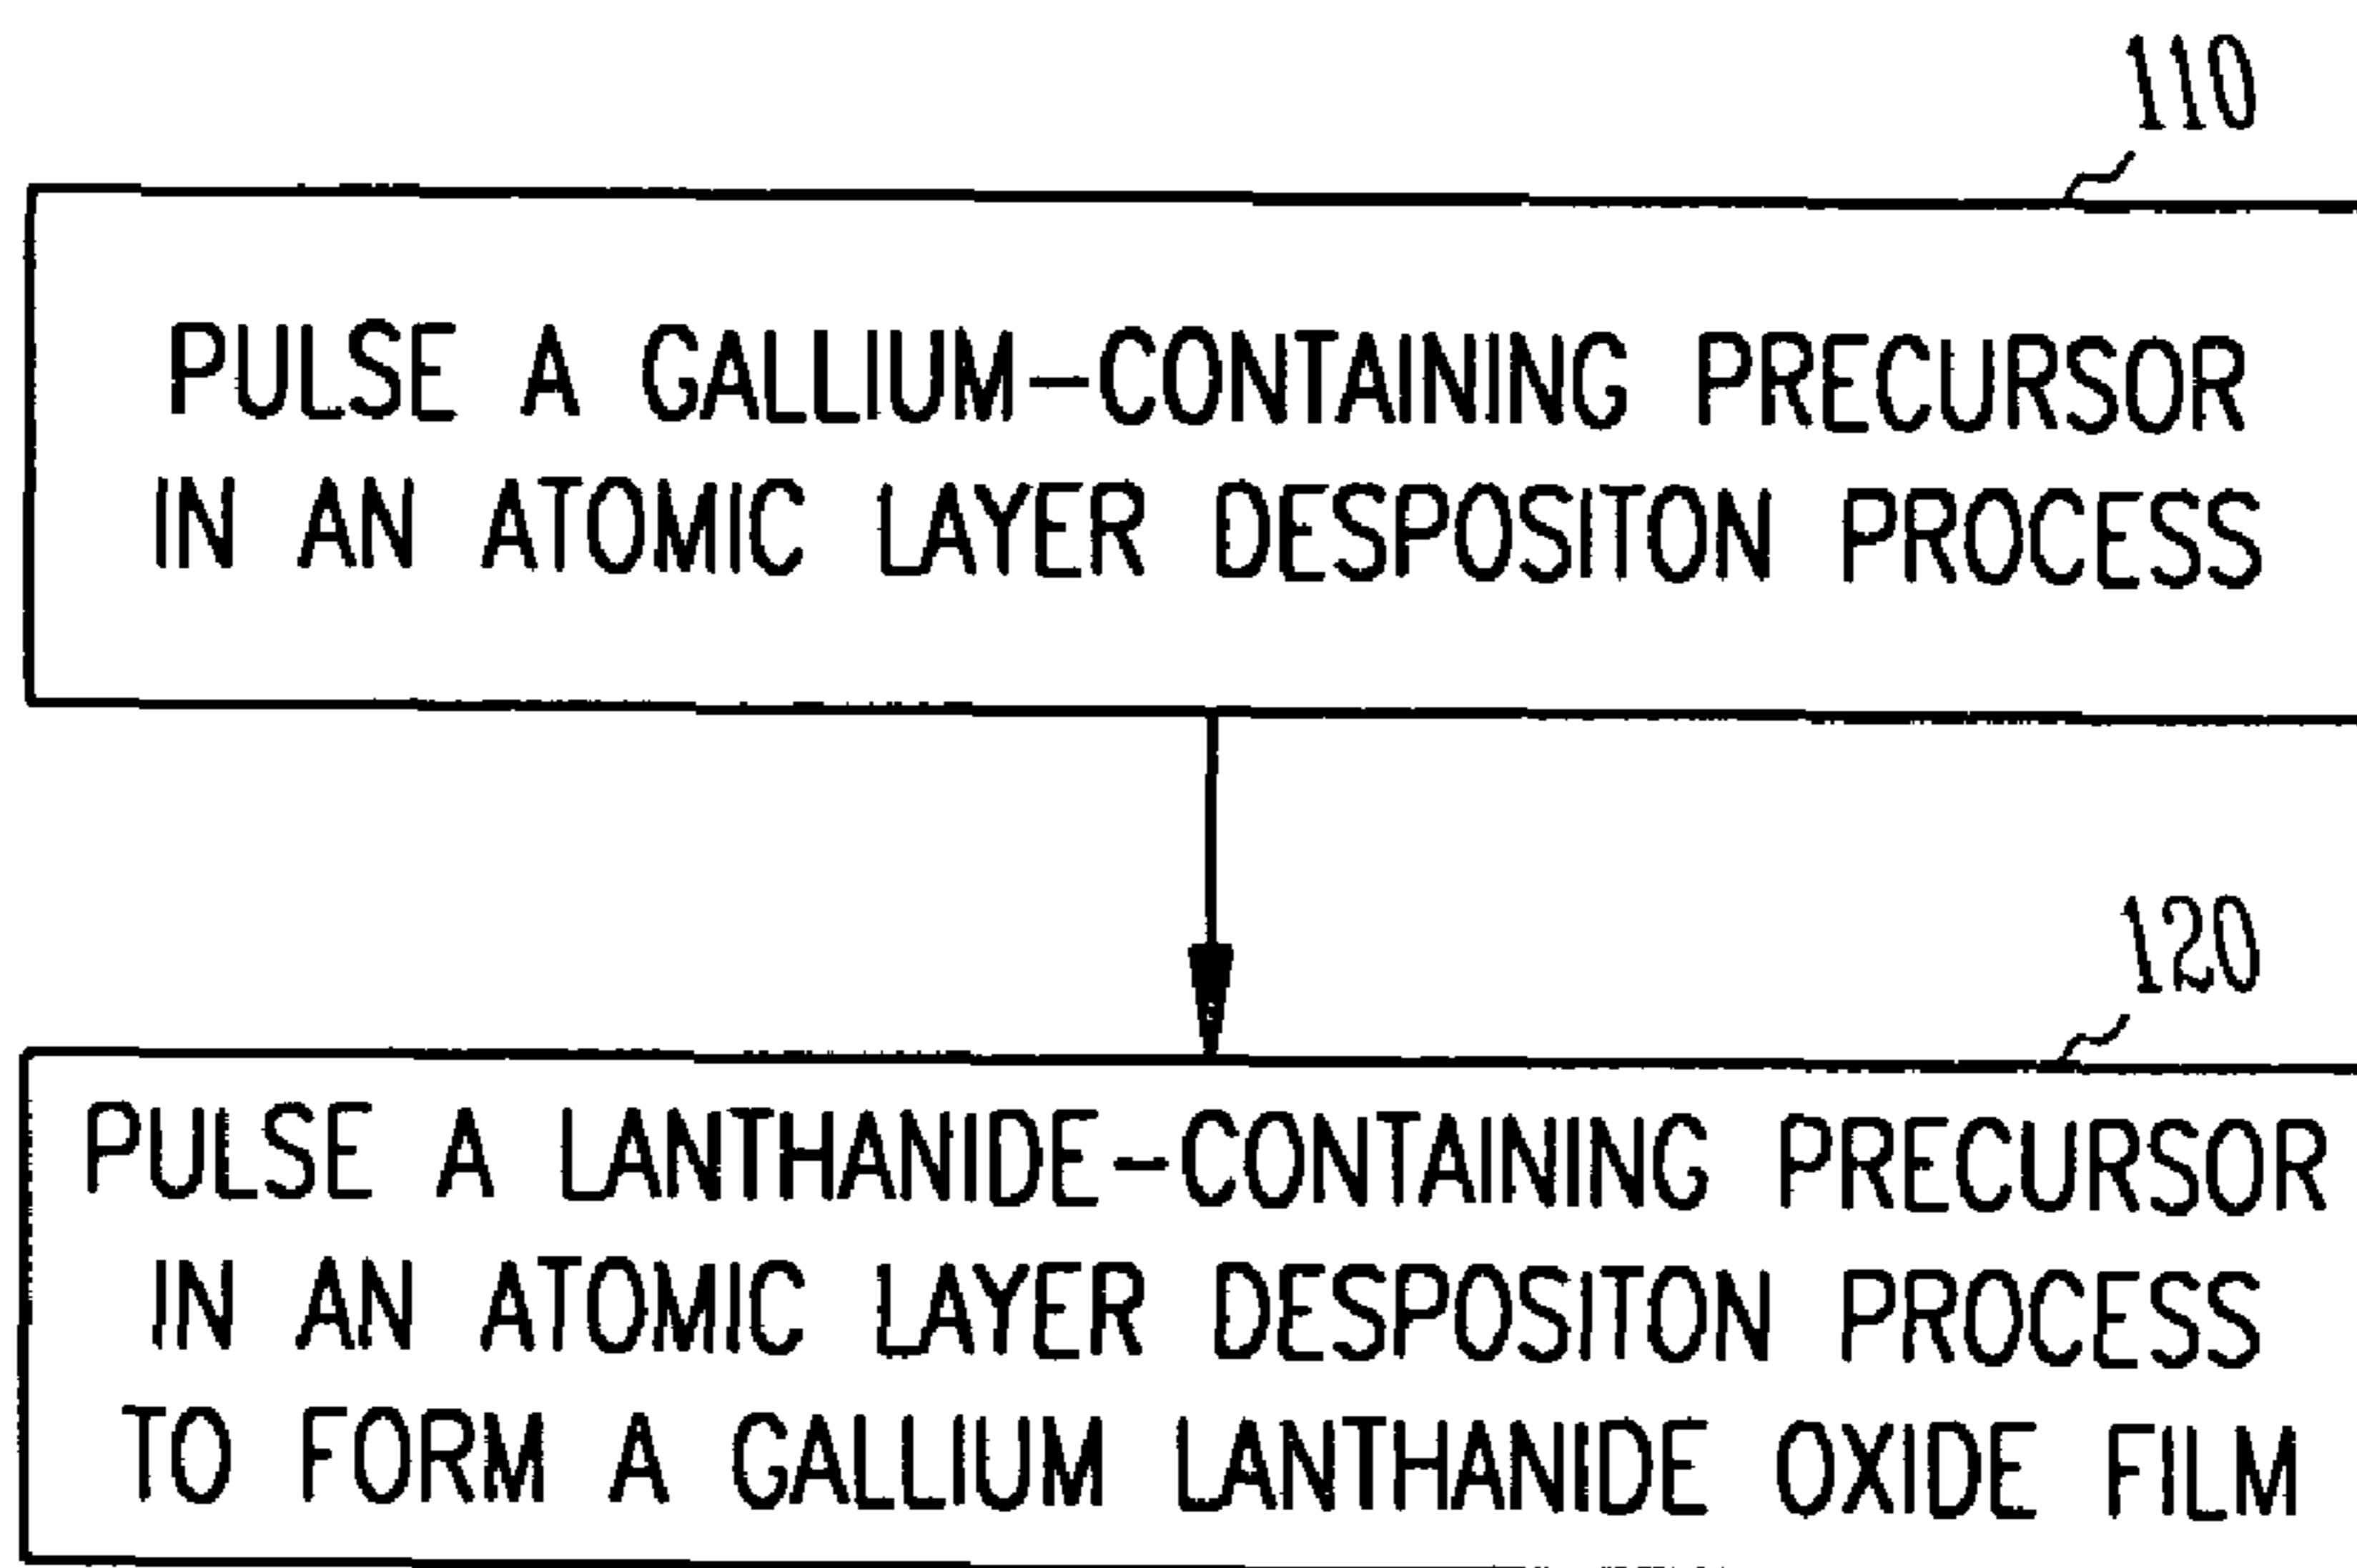 110
PULSE A GALLIUM-CONTAINING PRECURSOR
IN AN ATOMIC LAYER DESPOSITON PROCESS
120
PULSE A LANTHANIDE-CONTAINING PRECURSOR
IN AN ATOMIC LAYER DESPOSITON PROCESS
TO FORM A GALLIUM LANTHANIDE OXIDE FILM